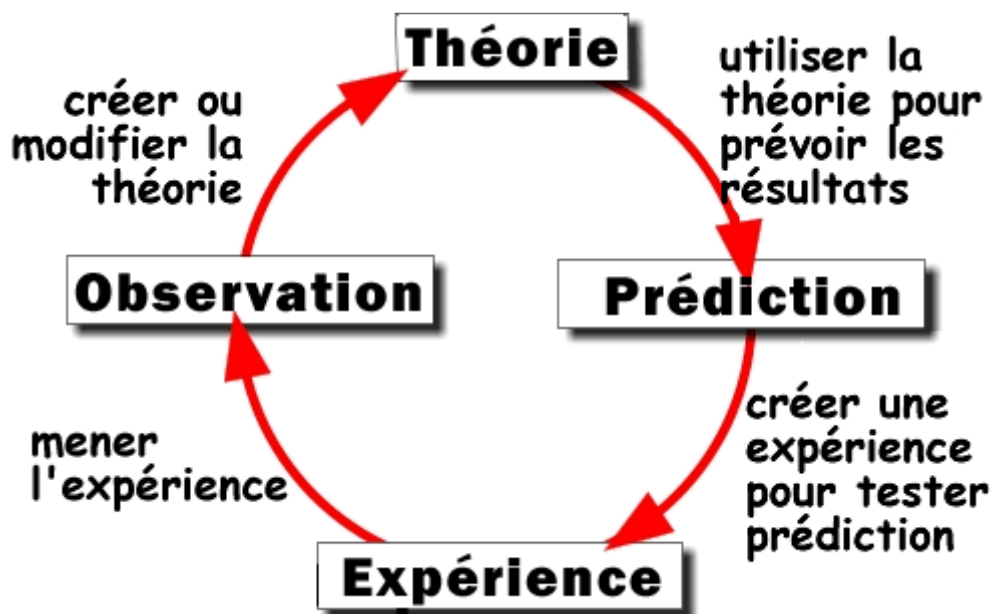 Théorie
utiliser la
théorie pour
prévoir les
résultats
créer ou
modifier la
théorie
Observation
Prédiction
créer une
expérience
pour tester
prédiction
mener
l'expérience
Expérience